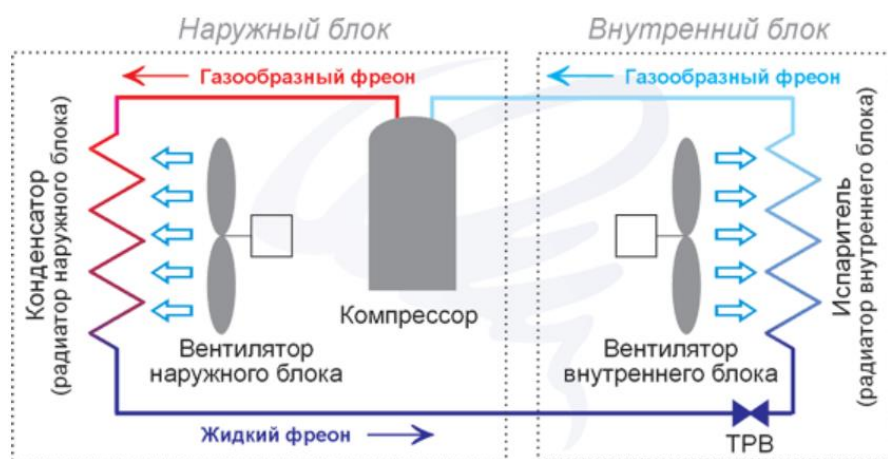 Наружный блок
Внутренний блок
Газообразный фреон
Газообразный фреон
Конденсатор
(радиатор наружного блока)
Компрессор
Вентилятор
наружного блока
Вентилятор
внутреннего блока
Испаритель
(радиатор внутреннего блока)
Жидкий фреон
ТРВ